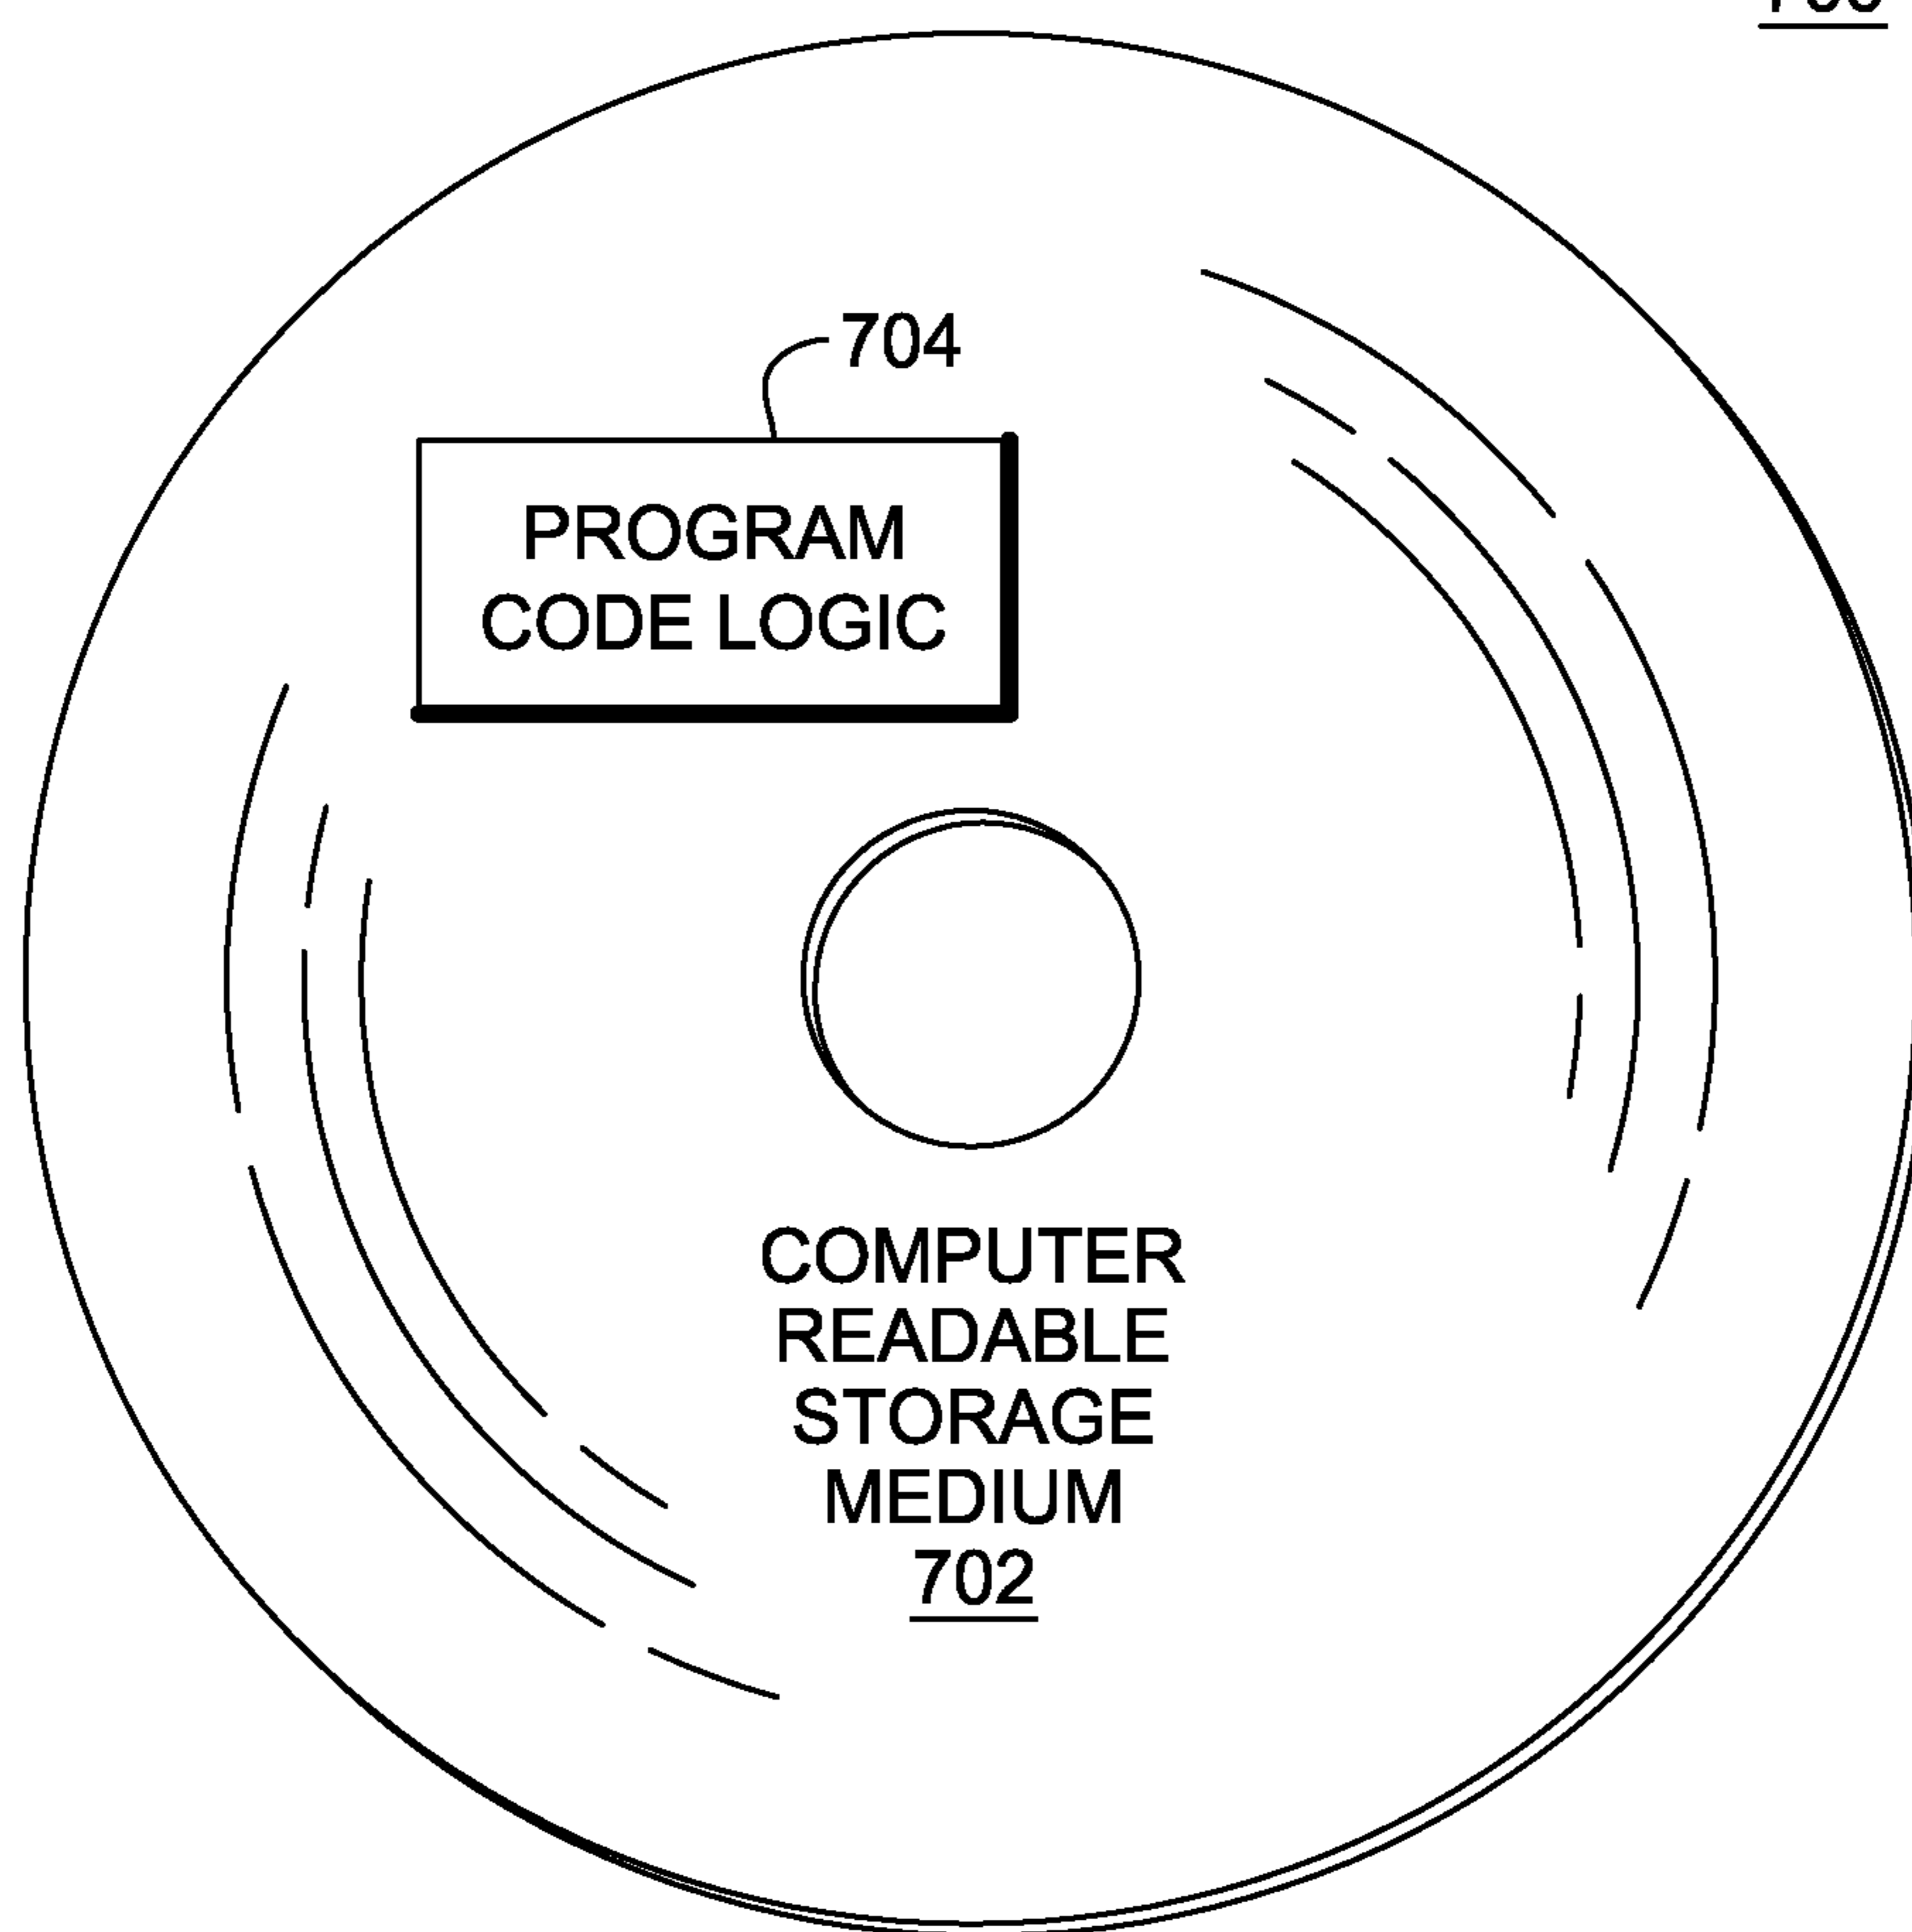 704
PROGRAM
CODE LOGIC
COMPUTER
READABLE
STORAGE
MEDIUM
702